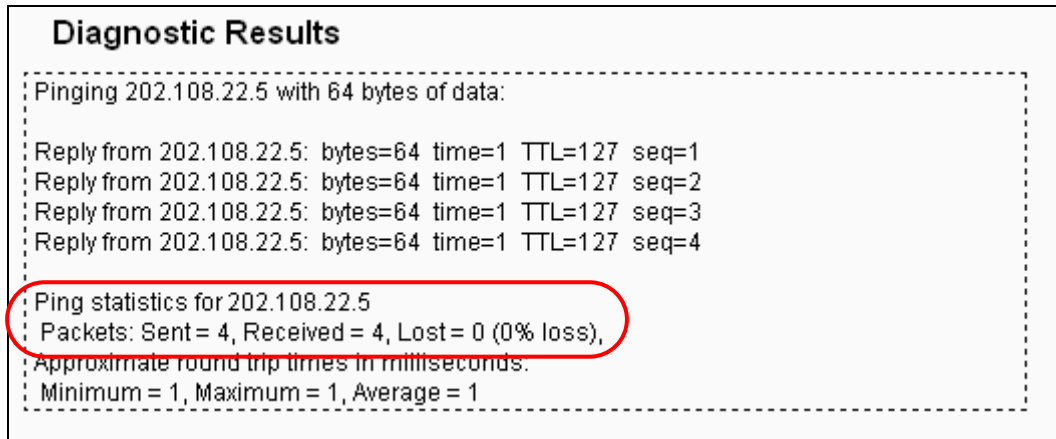 Diagnostic Results
Pinging 202.108.22.5 with 64 bytes of data:
Reply from 202.108.22.5: bytes=64 time=1 TTL=127 seq=1
Reply from 202.108.22.5: bytes=64 time=1 TTL=127 seq=2
Reply from 202.108.22.5: bytes=64 time=1 TTL=127 seq=3
Reply from 202.108.22.5: bytes=64 time=1 TTL=127 seq=4
Ping statistics for 202.108.22.5
Packets: Sent = 4, Received = 4, Lost = 0 (0% loss),
Approximate round trip times in milliseconds:
Minimum = 1, Maximum = 1, Average = 1